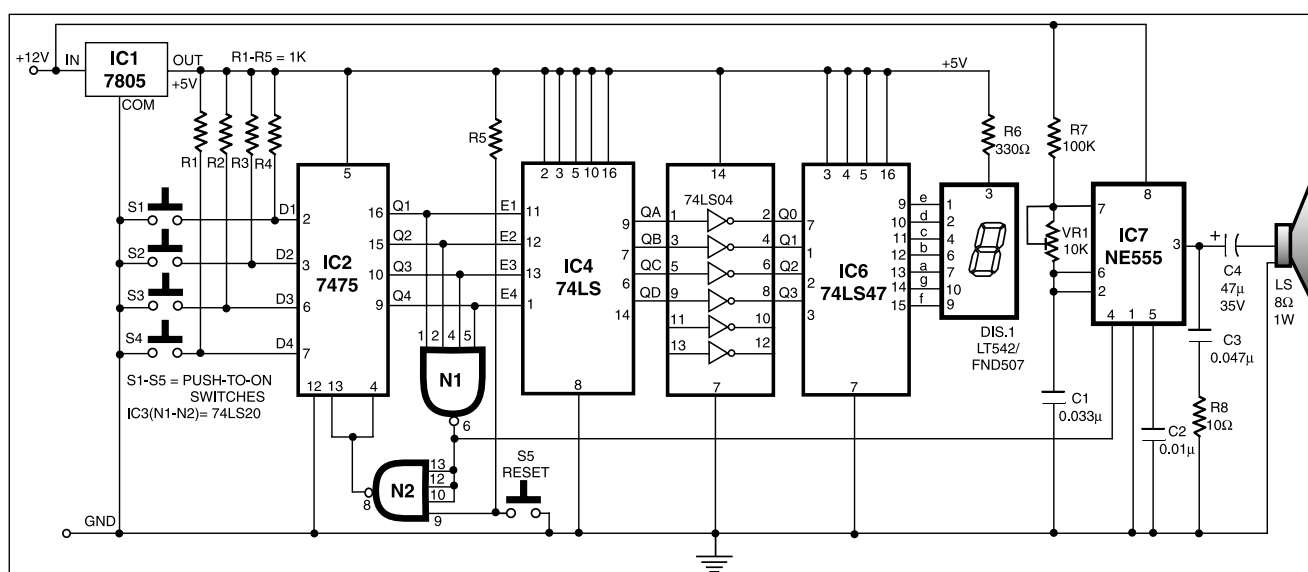 +12V
IN
IC1
7805
OUT
+5V
COM
R1-R5 = 1K
R1
R2
R3
R4
S1
S2
S3
S4
D1
D2
D3
D4
2
3
6
7
5
IC2
7475
16
15
10
9
12
13
4
Q1
Q2
Q3
Q4
S1-S5 = PUSH-TO-ON
SWITCHES
IC3(N1-N2)= 74LS20
1
2
4
5
N1
6
13
12
10
9
N2
8
S5
RESET
R5
E1
E2
E3
E4
11
12
13
1
2
3
5
10
16
IC4
74LS
9
7
6
14
8
QA
QB
QC
QD
14
74LS04
1
2
3
4
5
6
9
8
11
10
13
12
7
Q0
Q1
Q2
Q3
7
1
2
3
3
4
5
16
IC6
74LS47
9
10
11
12
13
14
15
7
e
d
c
b
a
g
f
+5V
R6
330Ω
3
1
2
4
6
7
10
9
DIS.1
LT542/
FND507
R7
100K
VR1
10K
C1
0.033µ
8
7
6
2
IC7
NE555
3
4
1
5
C2
0.01µ
+
C4
47µ
35V
C3
0.047µ
R8
10Ω
LS
8Ω
1W
GND